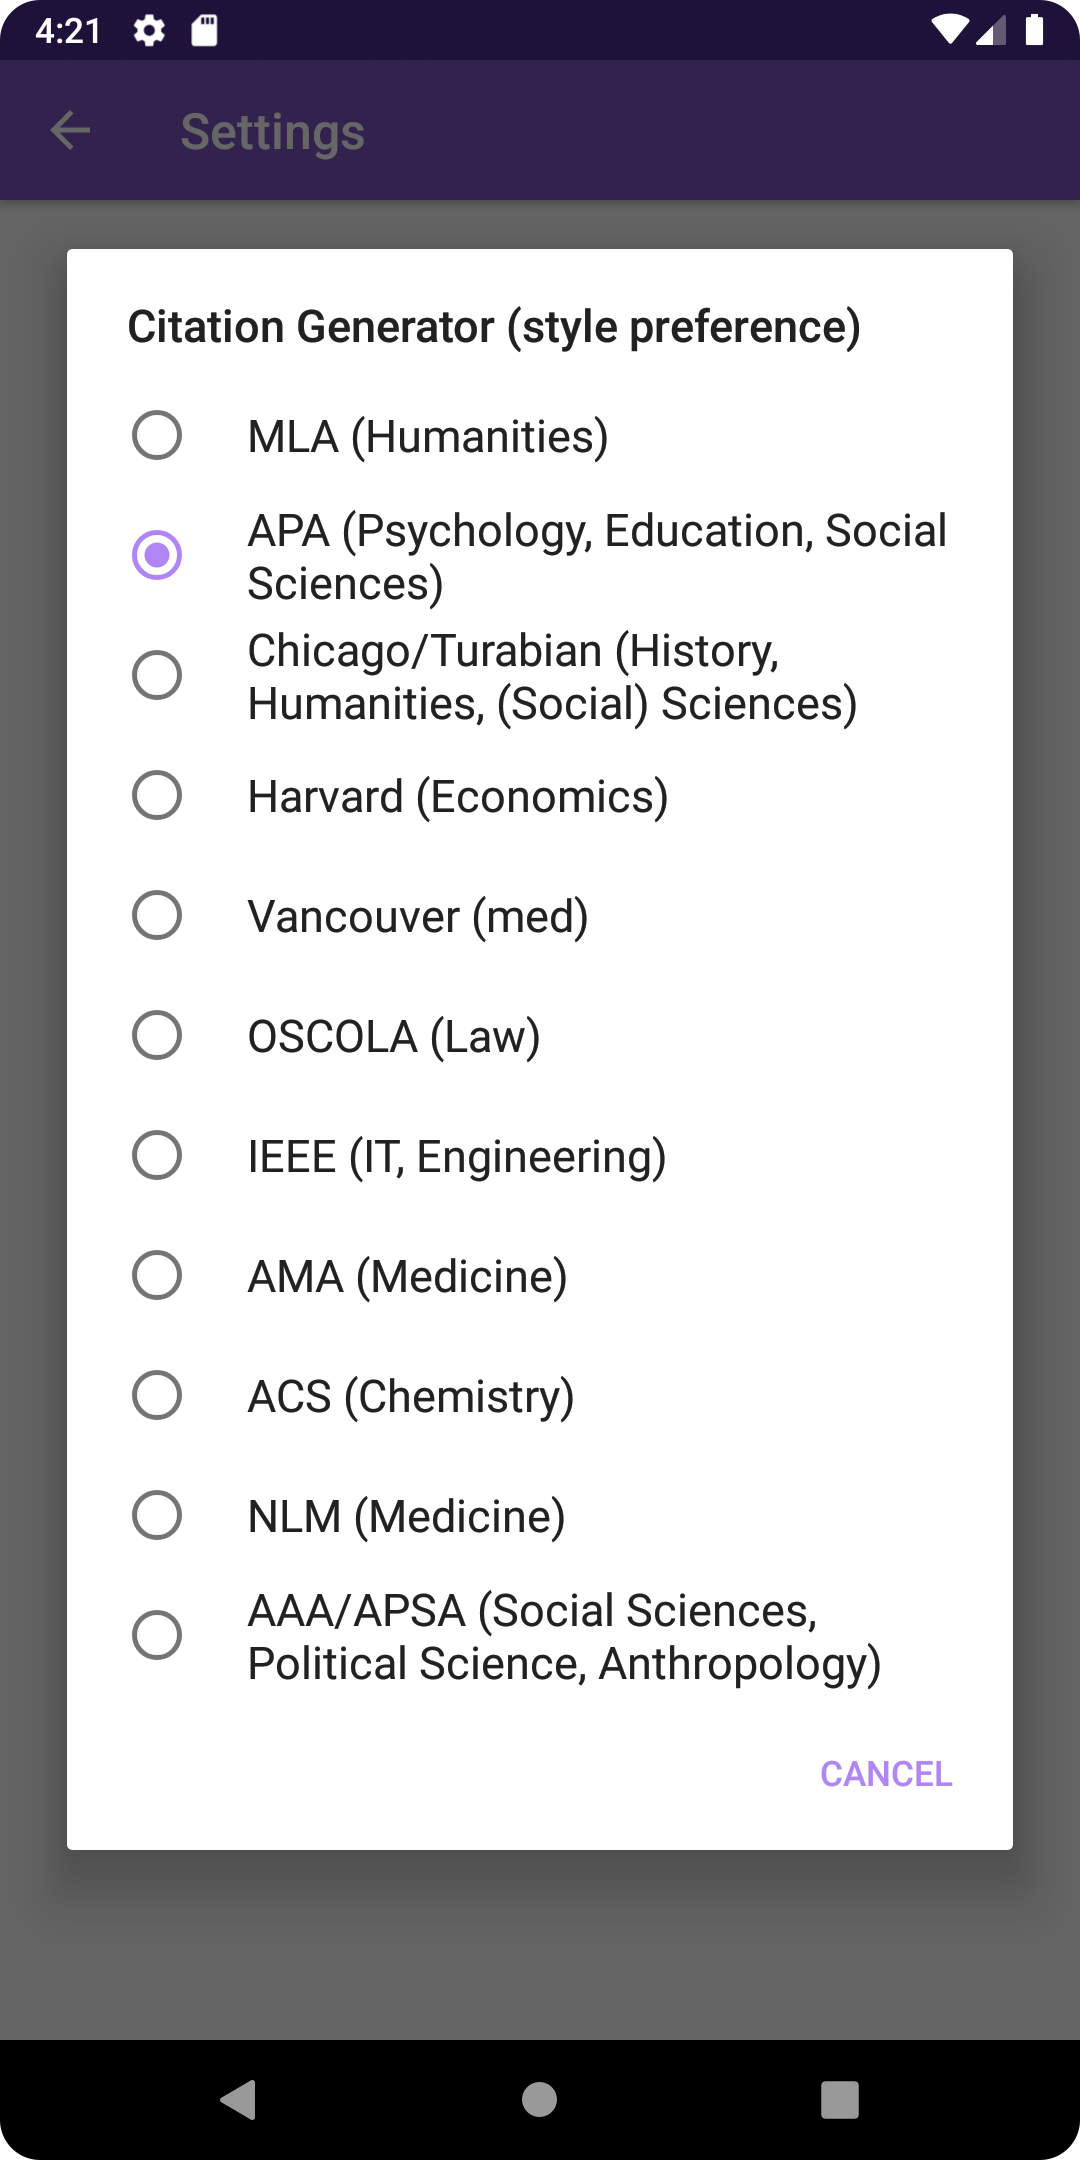 4:21
Settings
Citation Generator (style preference)
MLA (Humanities)
APA (Psychology, Education, Social
Sciences)
Chicago/Turabian (History,
Humanities, (Social) Sciences)
Harvard (Economics)
Vancouver (med)
OSCOLA (Law)
IEEE (IT, Engineering)
AMA (Medicine)
ACS (Chemistry)
NLM (Medicine)
AAA/APSA (Social Sciences,
Political Science, Anthropology)
CANCEL